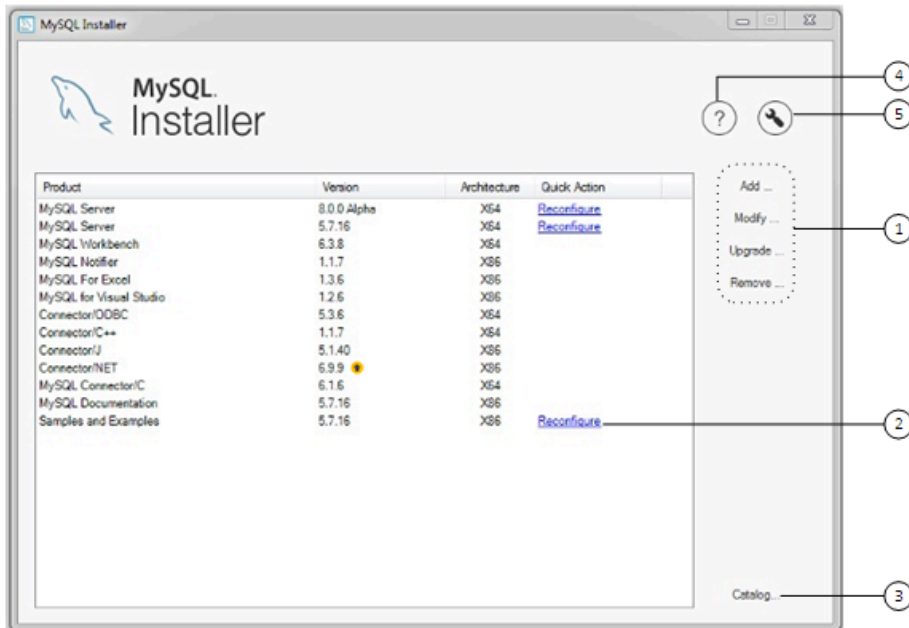 MySQL Installer
MySQL.
Installer
4
?
5
Product Version Architecture Quick Action
MySQL Server 8.0.0 Alpha X64 Reconfigure
MySQL Server 5.7.16 X64 Reconfigure
MySQL Workbench 6.3.8 X64
MySQL Notifier 1.1.7 X86
MySQL For Excel 1.3.6 X86
MySQL for Visual Studio 1.2.6 X86
Connector/ODBC 5.3.6 X64
Connector/C++ 1.1.7 X64
Connector/J 5.1.40 X86
Connector/NET 6.9.9 X86
MySQL Connector/C 6.1.6 X64
MySQL Documentation 5.7.16 X86
Samples and Examples 5.7.16 X86 Reconfigure
Add ...
Modify ...
Upgrade ...
Remove ...
1
2
Catalog...
3